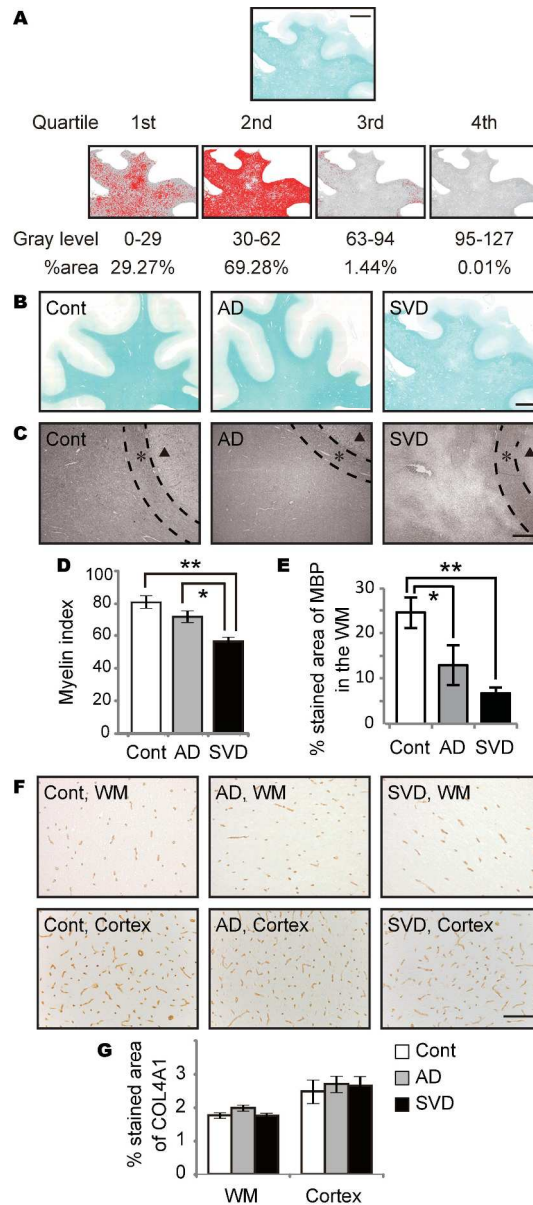 A
Quartile 1st 2nd 3rd 4th
Gray level 0-29 30-62 63-94 95-127
%area 29.27% 69.28% 1.44% 0.01%
B Cont AD SVD
C Cont AD SVD
* * *
D
Myelin index
100
80
60
40
20
0
**
*
Cont AD SVD
E
% stained area of MBP
in the WM
30
20
10
0
**
*
Cont AD SVD
F Cont, WM AD, WM SVD, WM
Cont, Cortex AD, Cortex SVD, Cortex
G
% stained area
of COL4A1
3
2
1
0
WM Cortex
Cont
AD
SVD